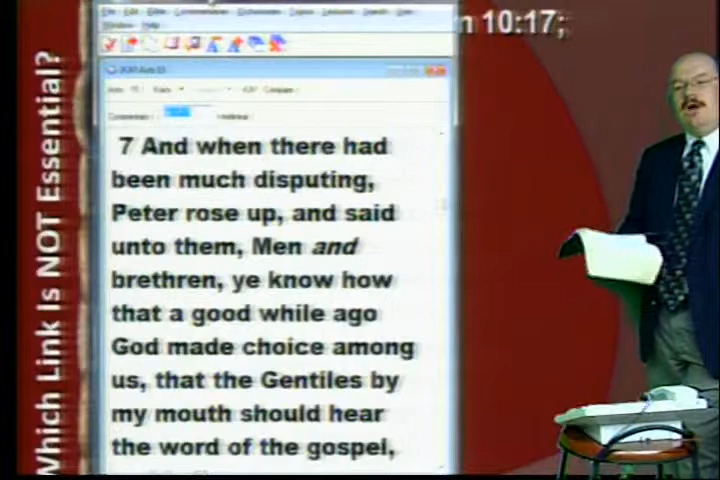 Which Link Is NOT Essential?
n 10:17;
7 And when there had
been much disputing,
Peter rose up, and said
unto them, Men and
brethren, ye know how
that a good while ago
God made choice among
us, that the Gentiles by
my mouth should hear
the word of the gospel,